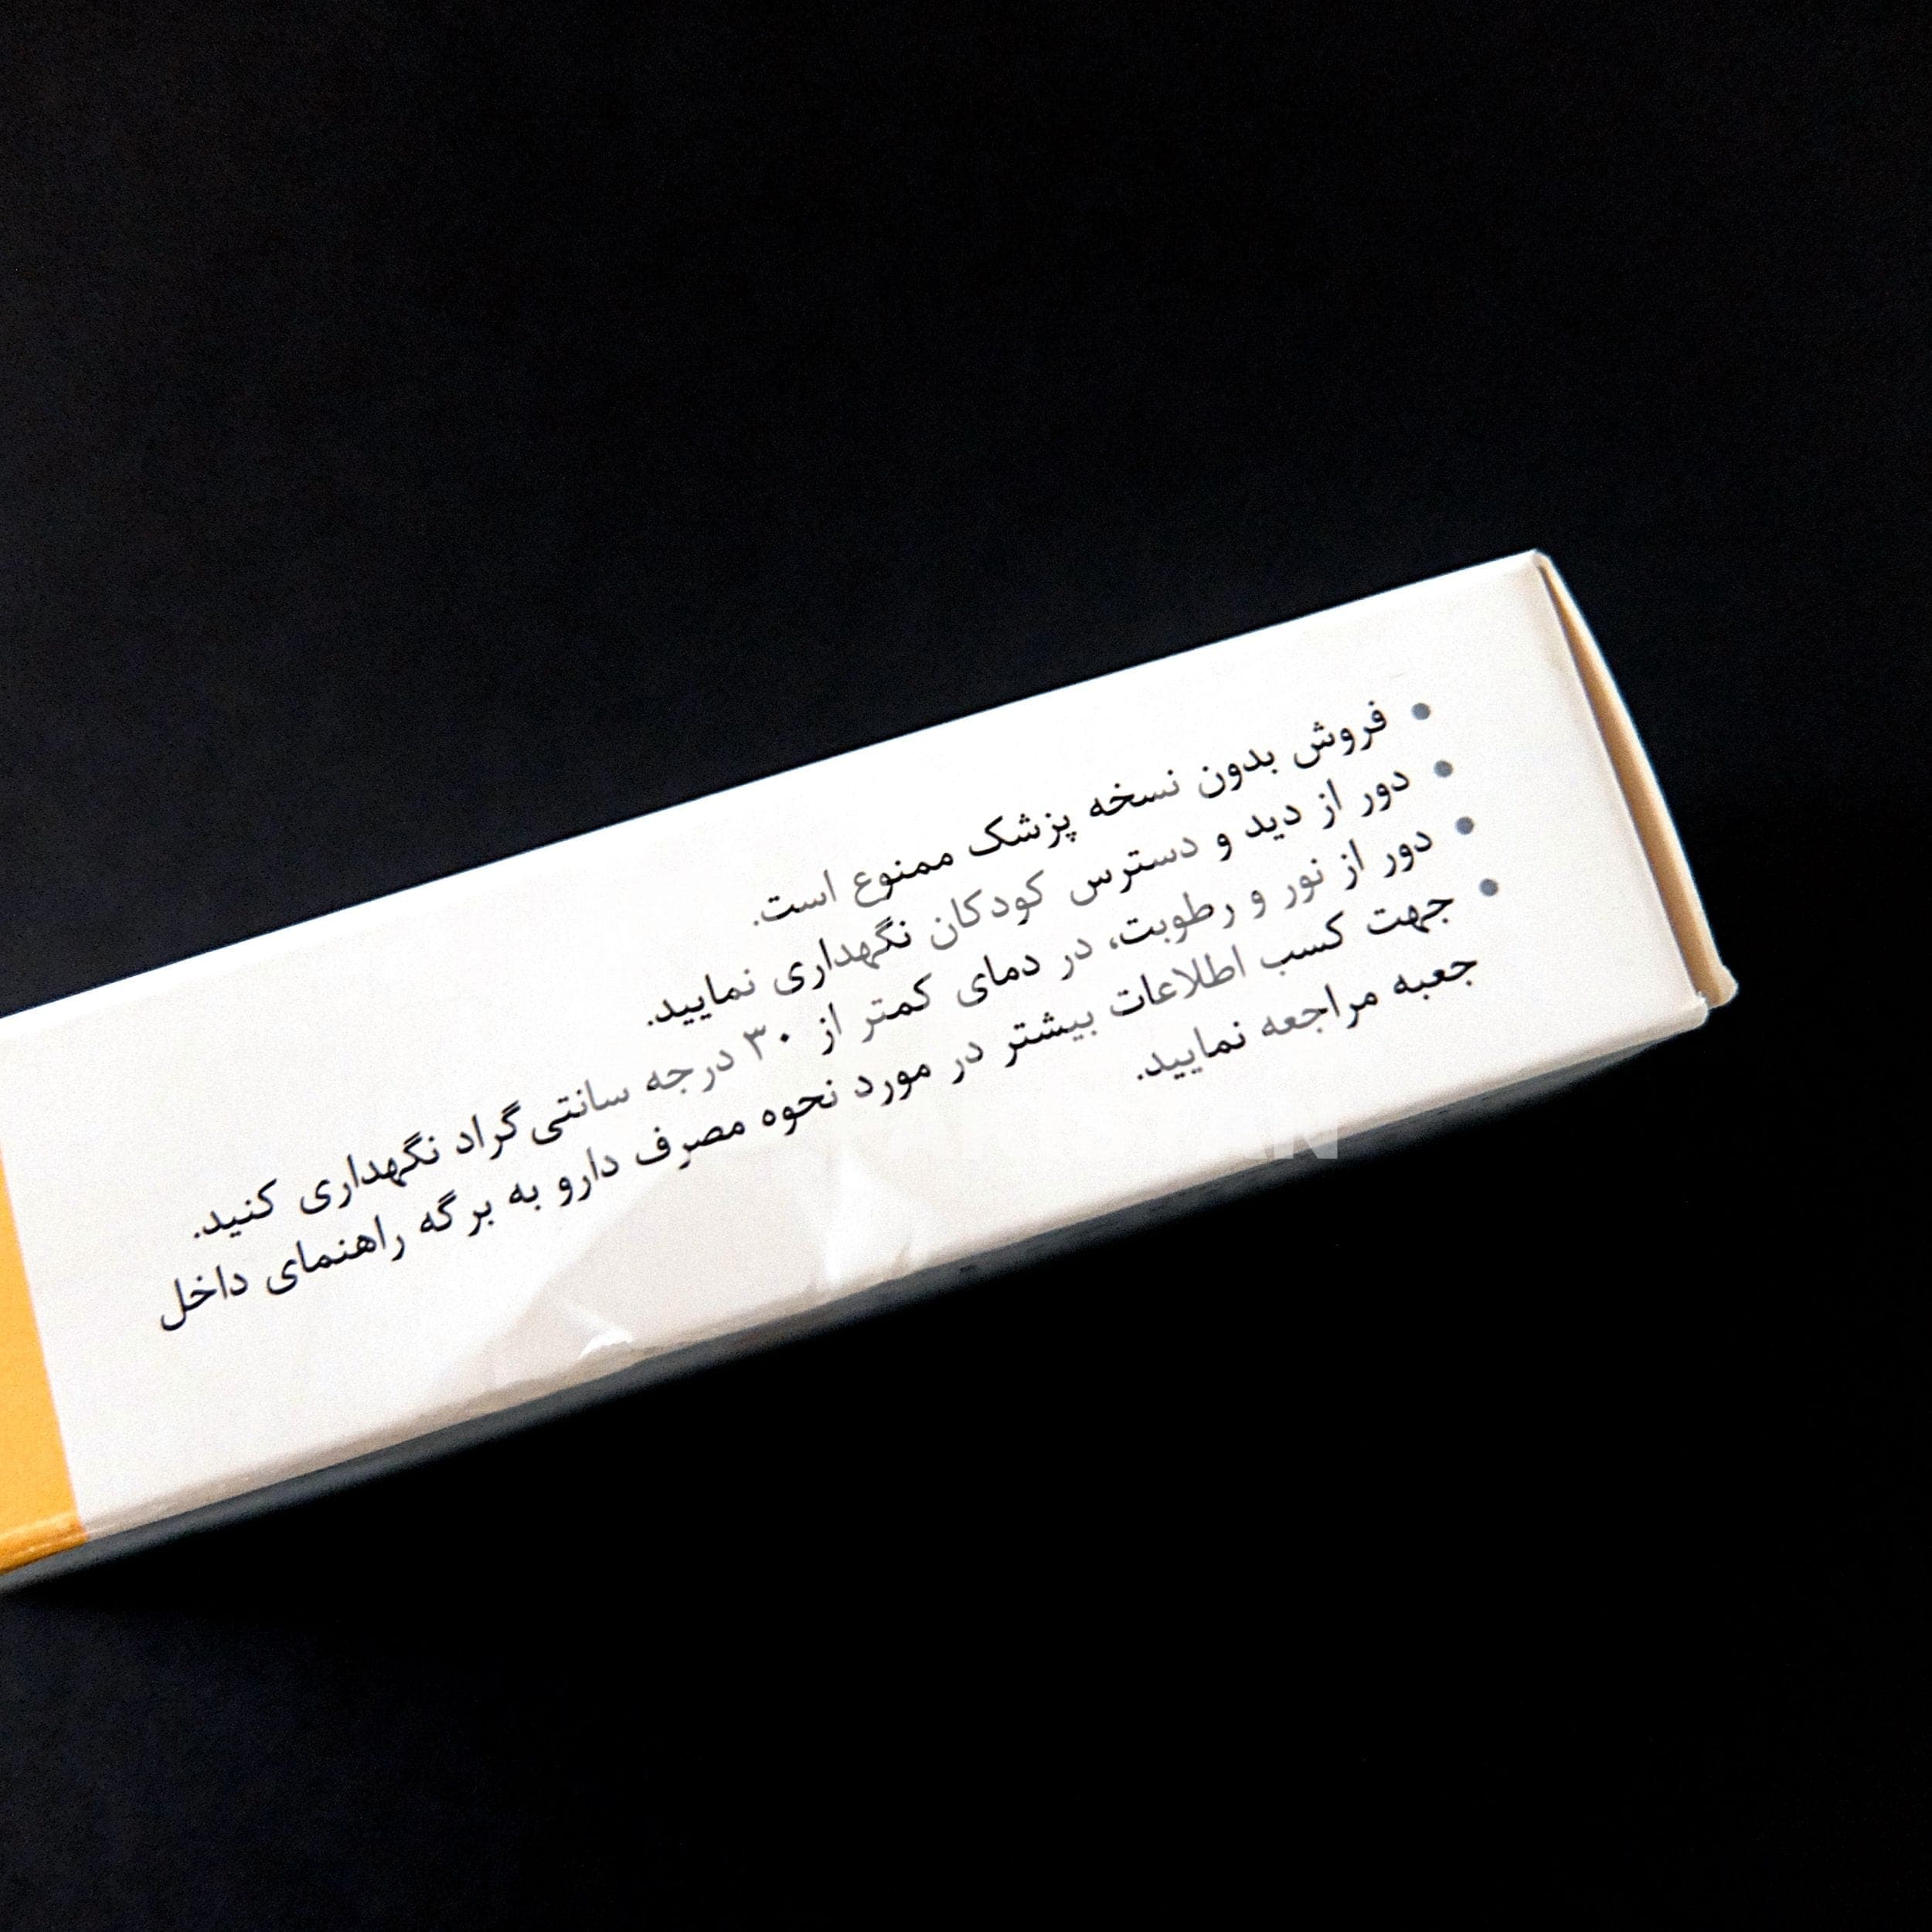 • فروش بدون نسخه پزشک ممنوع است.
• دور از دید و دسترس کودکان نگهداری نمایید.
• دور از نور و رطوبت، در دمای کمتر از ۳۰ درجه سانتی‌گراد نگهداری کنید.
• جهت کسب اطلاعات بیشتر در مورد نحوه مصرف دارو به برگه راهنمای داخل
جعبه مراجعه نمایید.